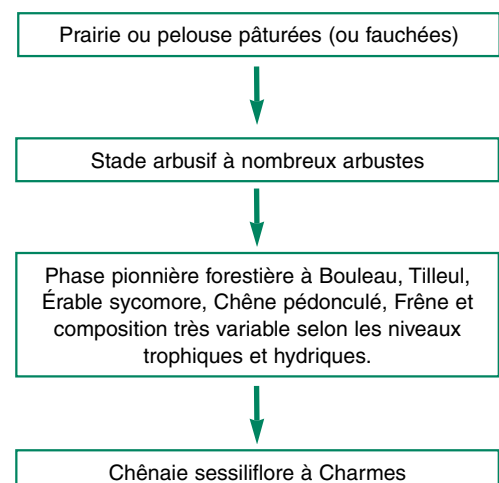 Prairie ou pelouse pâturées (ou fauchées)
Stade arbusif à nombreux arbustes
Phase pionnière forestière à Bouleau, Tilleul,
Érable sycomore, Chêne pédonculé, Frêne et
composition très variable selon les niveaux
trophiques et hydriques.
Chênaie sessiliflore à Charmes